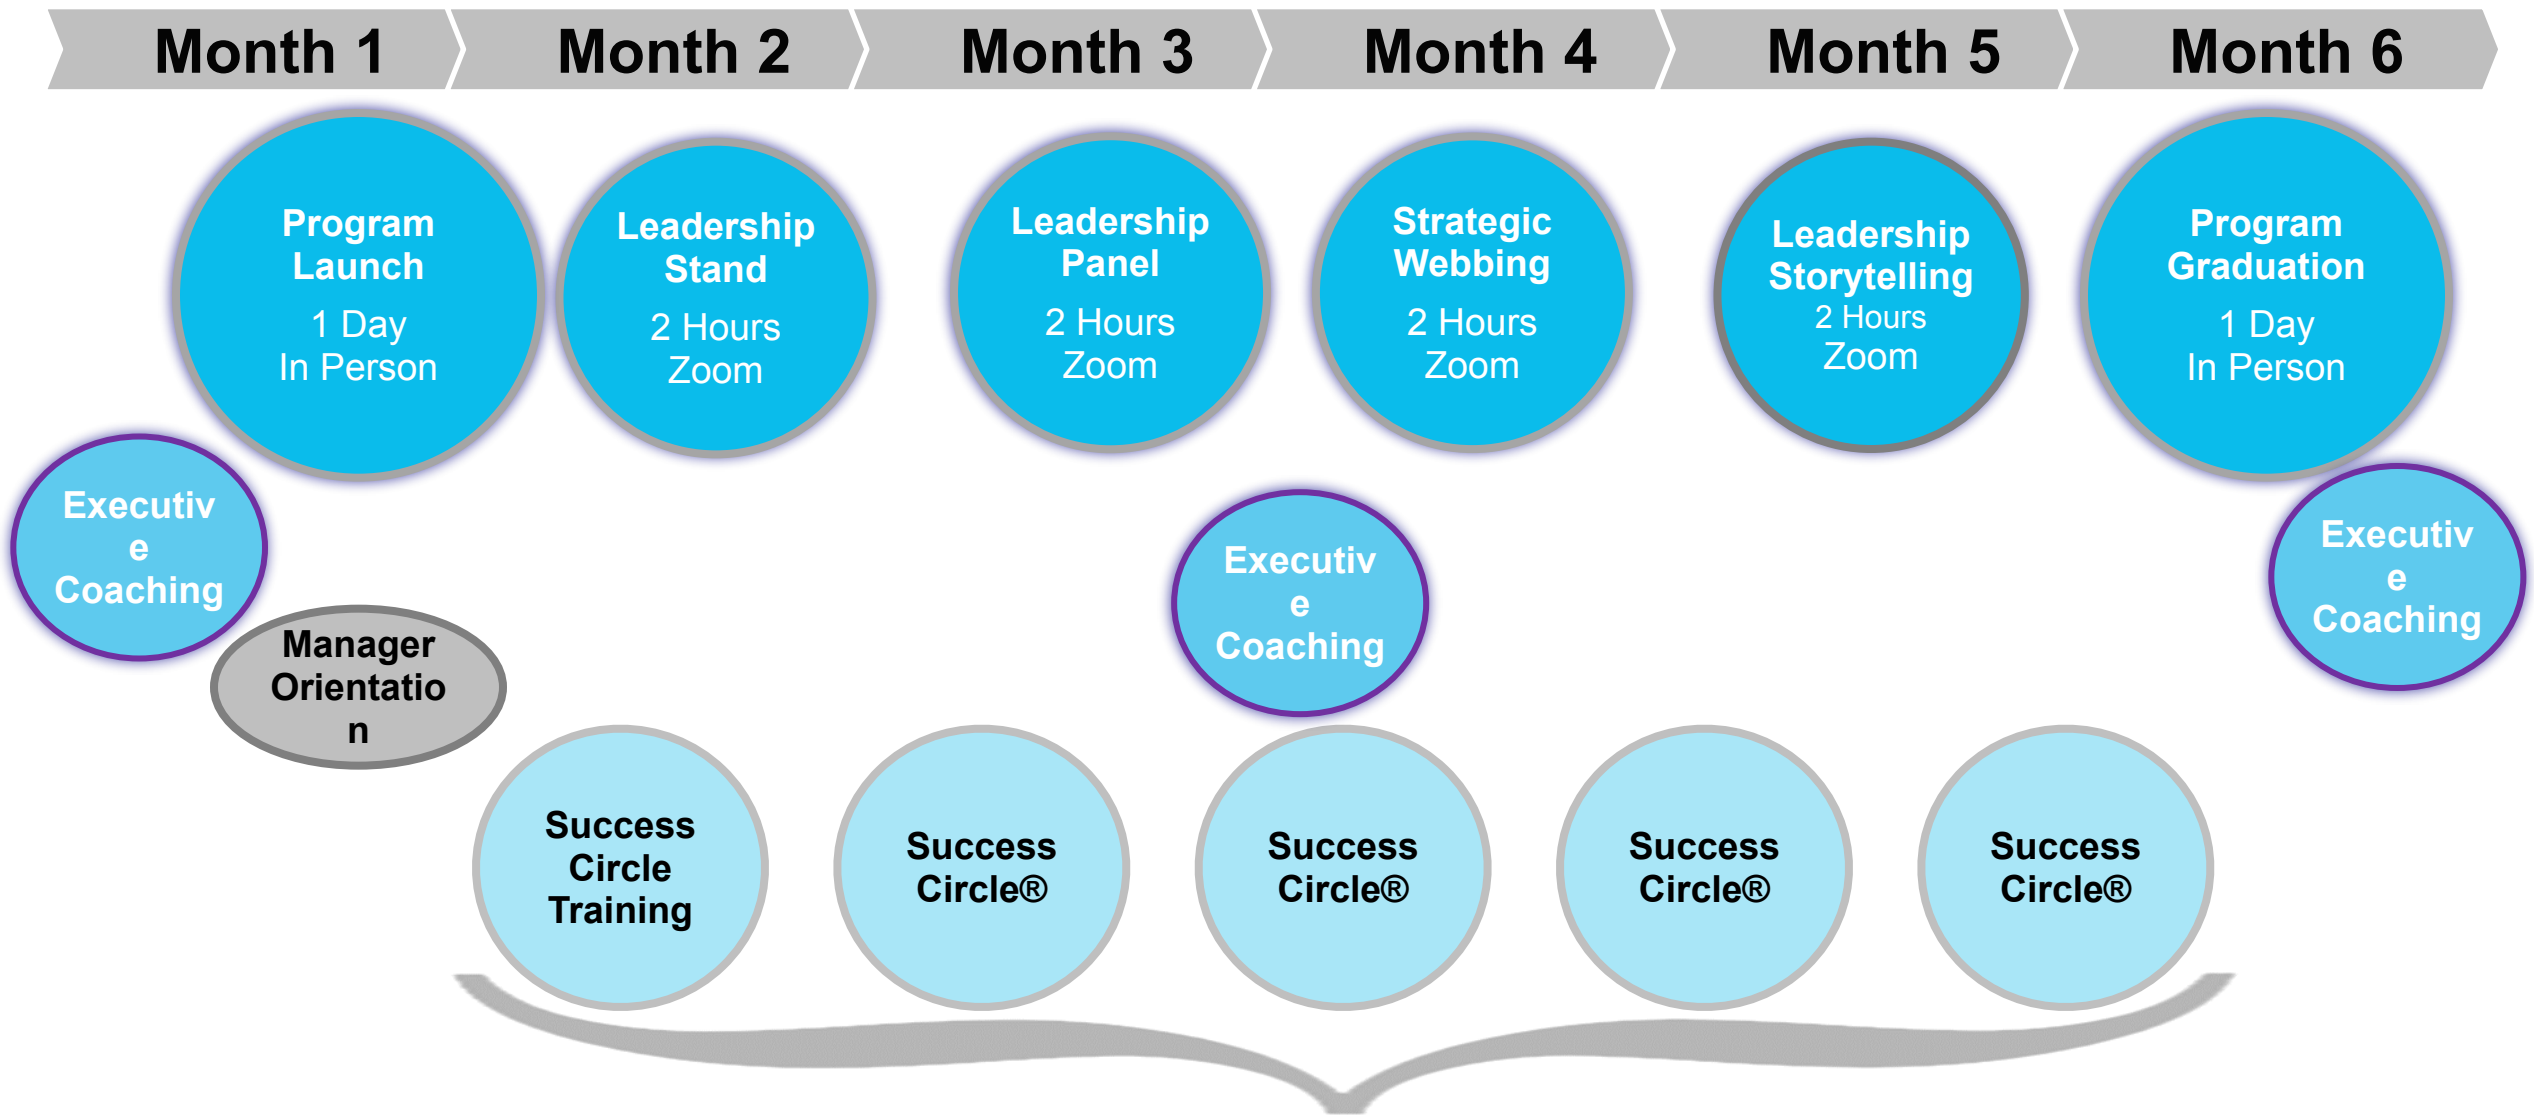 Month 1
Month 2
Month 3
Month 4
Month 5
Month 6
Program
Launch
1 Day
In Person
Leadership
Stand
2 Hours
Zoom
Leadership
Panel
2 Hours
Zoom
Strategic
Webbing
2 Hours
Zoom
Leadership
Storytelling
2 Hours
Zoom
Program
Graduation
1 Day
In Person
Executiv
e
Coaching
Manager
Orientatio
n
Executiv
e
Coaching
Executiv
e
Coaching
Success
Circle
Training
Success
Circle®
Success
Circle®
Success
Circle®
Success
Circle®